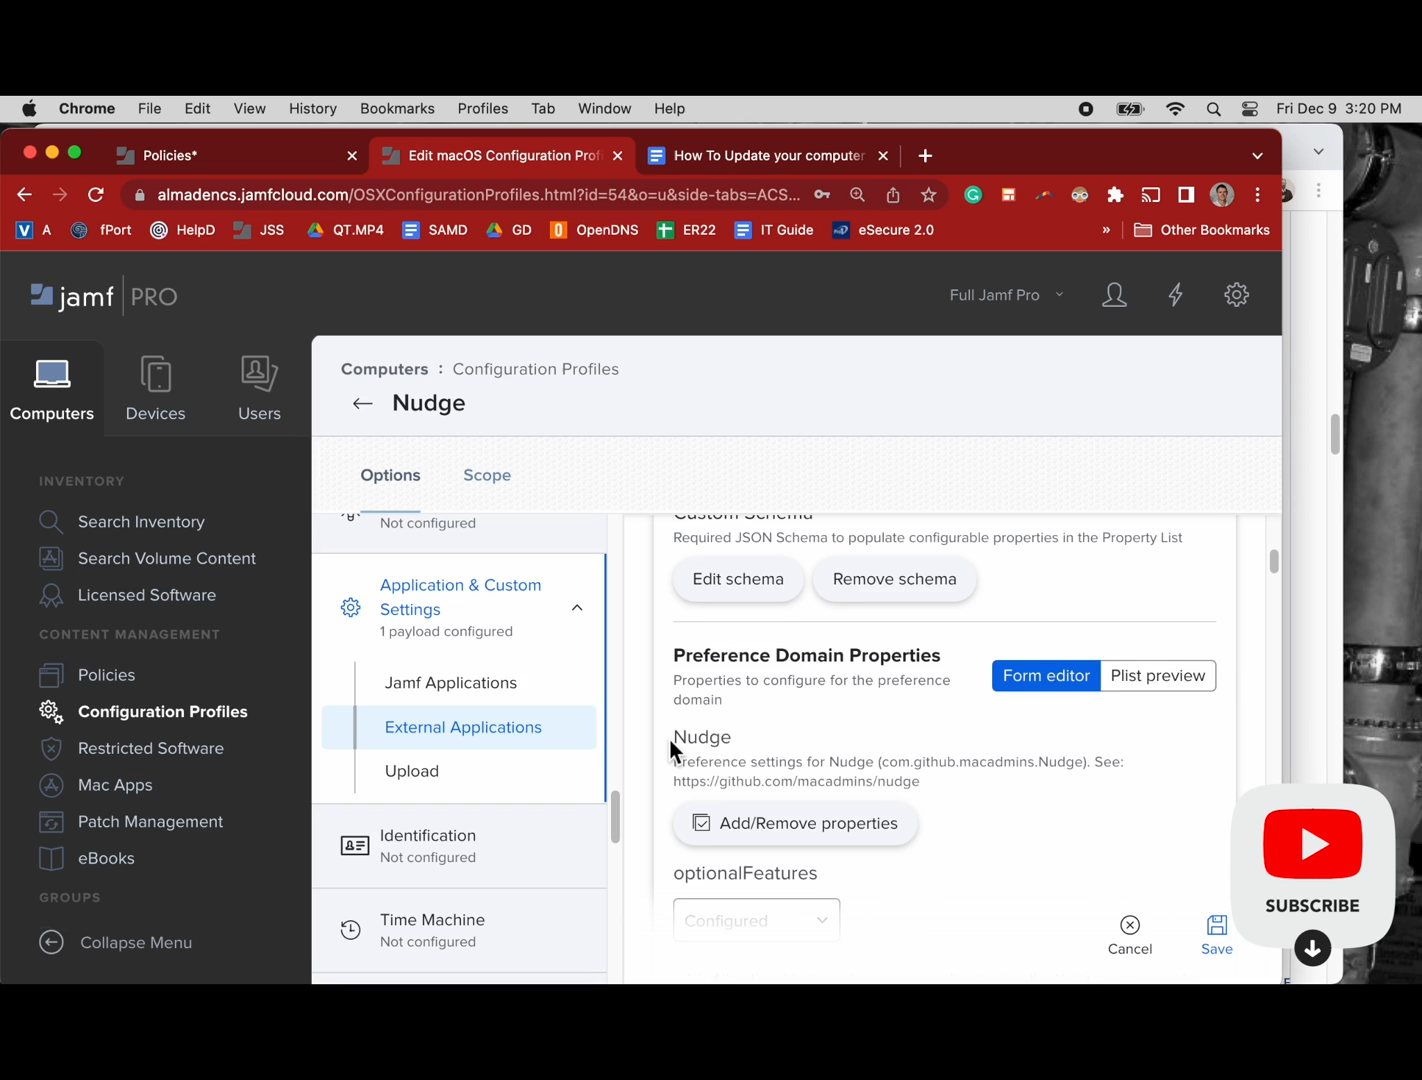 Chrome File Edit View History Bookmarks Profiles Tab Window Help Fri Dec 9 3:20 PM
Policies* Edit macOS Configuration Prof How To Update your computer
almadencs.jamfcloud.com/OSXConfigurationProfiles.html?id=54&o=u&side-tabs=ACS...
A fPort HelpD JSS QT.MP4 SAMD GD OpenDNS ER22 IT Guide eSecure 2.0 » Other Bookmarks
jamf PRO
Full Jamf Pro
Computers
Devices
Users
INVENTORY
Search Inventory
Search Volume Content
Licensed Software
CONTENT MANAGEMENT
Policies
Configuration Profiles
Restricted Software
Mac Apps
Patch Management
eBooks
GROUPS
Collapse Menu
Computers : Configuration Profiles
← Nudge
Options
Scope
Not configured
Application & Custom
Settings
1 payload configured
Jamf Applications
External Applications
Upload
Identification
Not configured
Time Machine
Not configured
Custom Schema
Required JSON Schema to populate configurable properties in the Property List
Edit schema
Remove schema
Preference Domain Properties
Properties to configure for the preference
domain
Form editor
Plist preview
Nudge
Preference settings for Nudge (com.github.macadmins.Nudge). See:
https://github.com/macadmins/nudge
Add/Remove properties
optionalFeatures
Configured
Cancel
Save
SUBSCRIBE